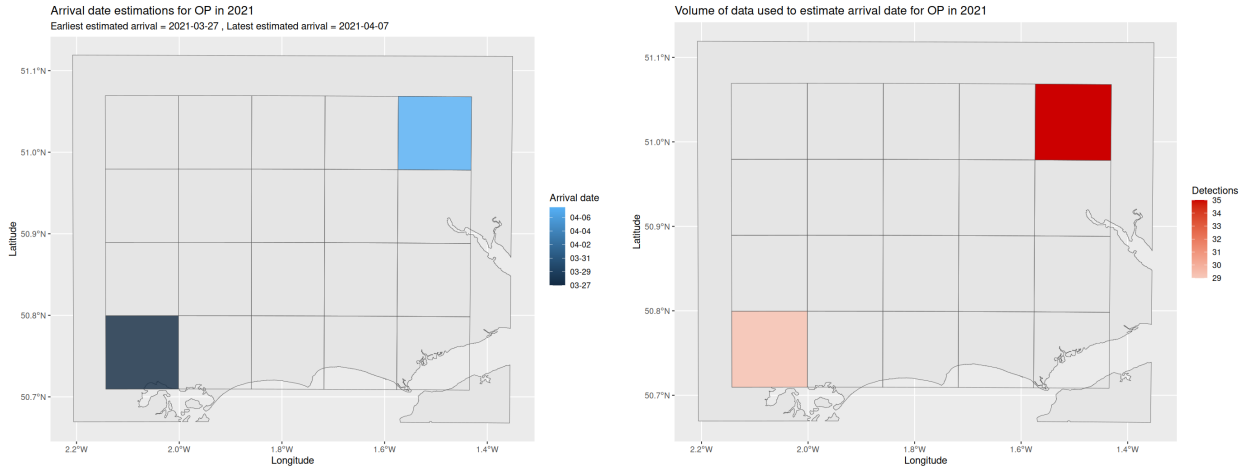 Arrival date estimations for OP in 2021
Earliest estimated arrival = 2021-03-27 , Latest estimated arrival = 2021-04-07
51.1°N
51.0°N
50.9°N
50.8°N
50.7°N
Latitude
2.2°W
2.0°W
1.8°W
1.6°W
1.4°W
Longitude
Arrival date
04-06
04-04
04-02
03-31
03-29
03-27
Volume of data used to estimate arrival date for OP in 2021
51.1°N
51.0°N
50.9°N
50.8°N
50.7°N
Latitude
2.2°W
2.0°W
1.8°W
1.6°W
1.4°W
Longitude
Detections
35
34
33
32
31
30
29